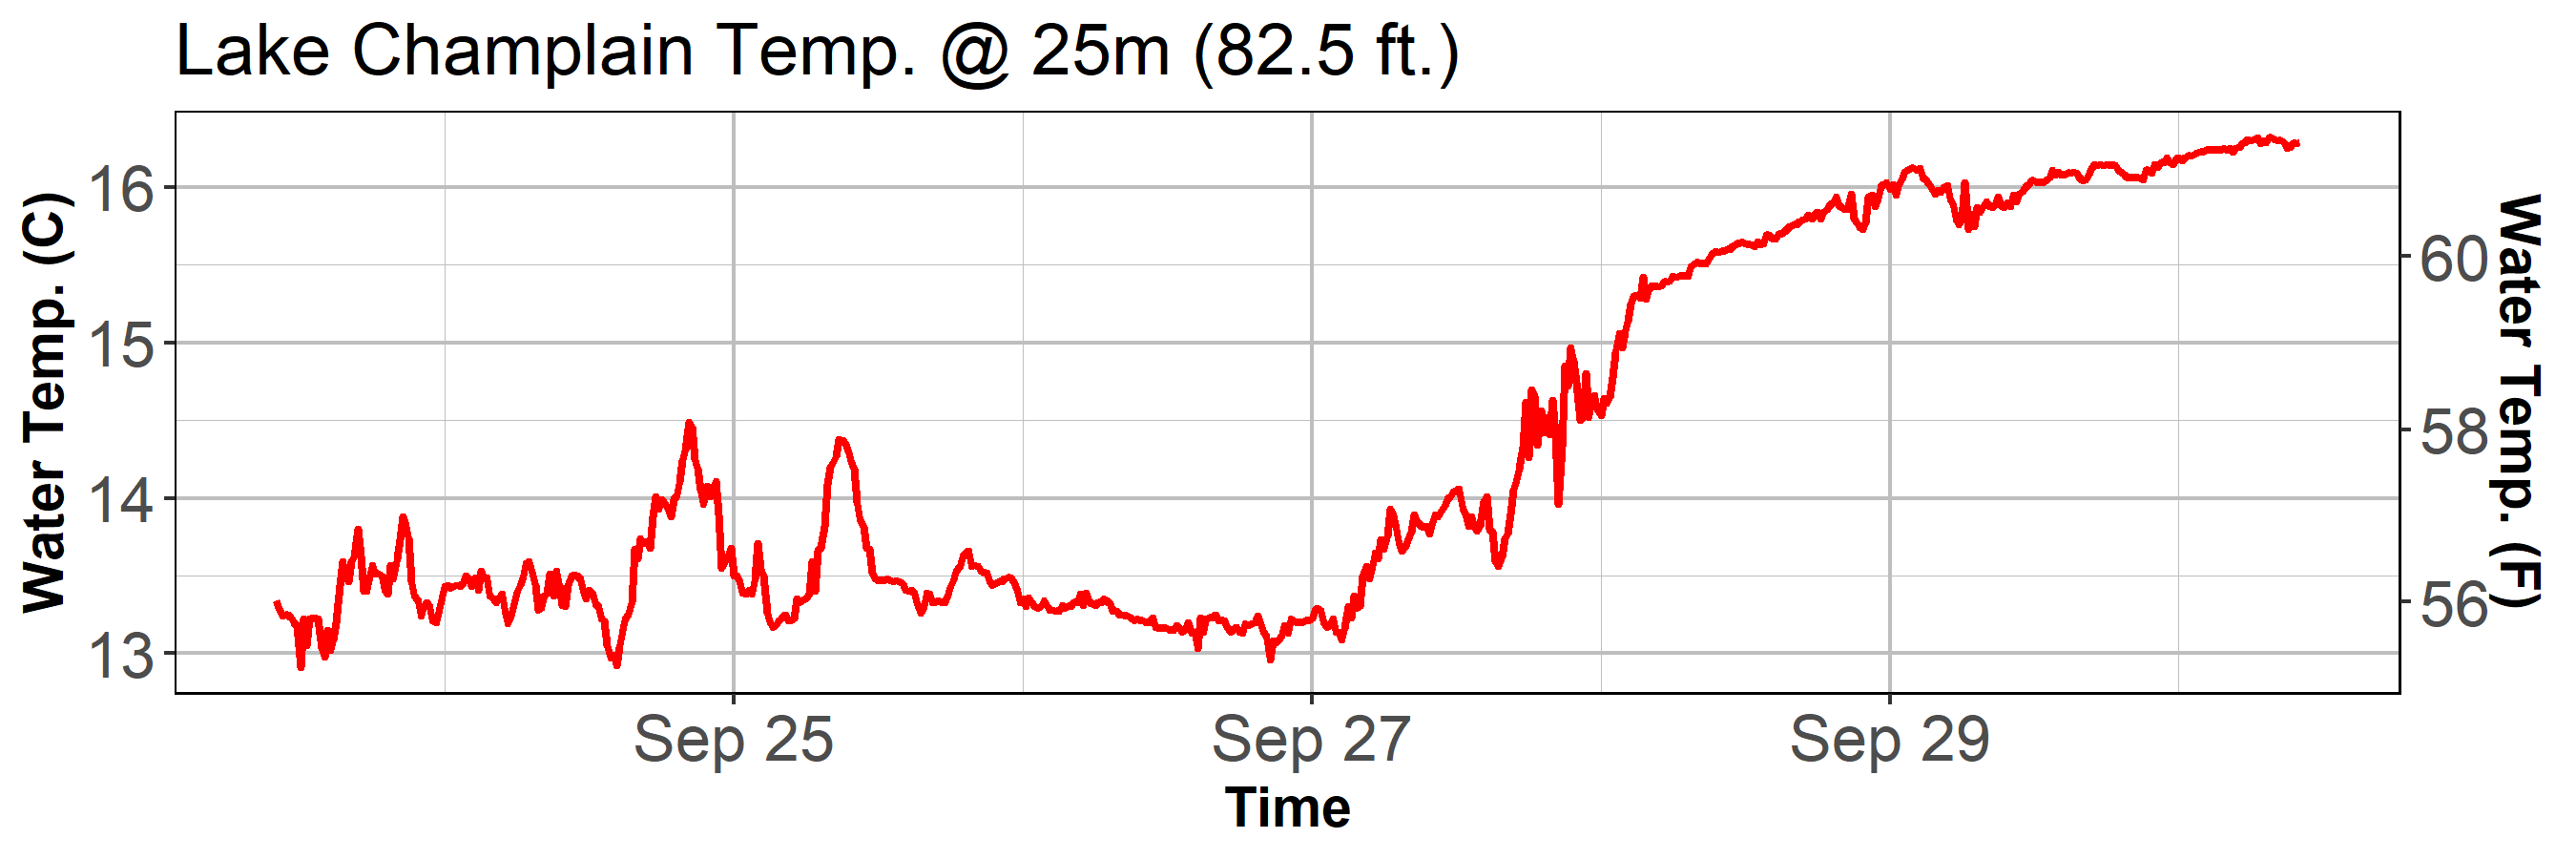 Lake Champlain Temp. @ 25m (82.5 ft.)
Water Temp. (C)
16
15
14
13
60
58
56
Water Temp. (F)
Sep 25
Sep 27
Sep 29
Time